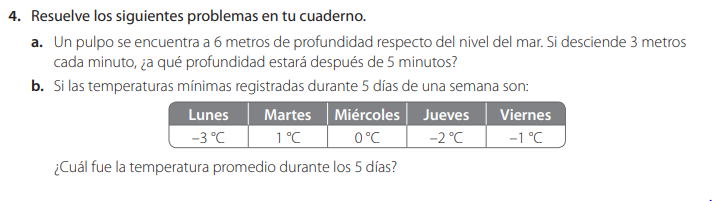 4. Resuelve los siguientes problemas en tu cuaderno.
a. Un pulpo se encuentra a 6 metros de profundidad respecto del nivel del mar. Si desciende 3 metros
cada minuto, ¿a qué profundidad estará después de 5 minutos?
b. Si las temperaturas mínimas registradas durante 5 días de una semana son:
Lunes Martes Miércoles Jueves Viernes
–3 °C 1 °C 0 °C –2 °C –1 °C
¿Cuál fue la temperatura promedio durante los 5 días?